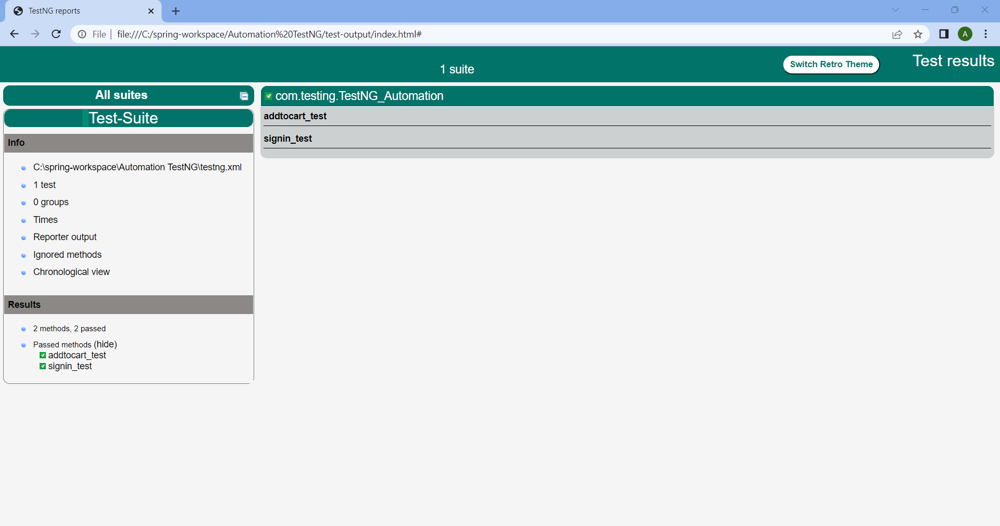 TestNG reports
File
file:///C:/spring-workspace/Automation%20TestNG/test-output/index.html#
A
1 suite
Switch Retro Theme
Test results
All suites
Test-Suite
Info
C:\spring-workspace\Automation TestNG\testng.xml
1 test
0 groups
Times
Reporter output
Ignored methods
Chronological view
Results
2 methods, 2 passed
Passed methods (hide)
addtocart_test
signin_test
com.testing.TestNG_Automation
addtocart_test
signin_test